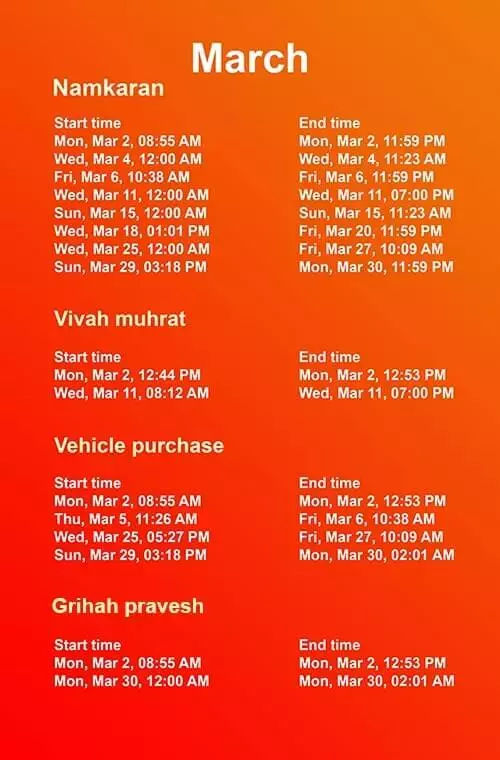 March
Namkaran
Start time End time
Mon, Mar 2, 08:55 AM Mon, Mar 2, 11:59 PM
Wed, Mar 4, 12:00 AM Wed, Mar 4, 11:23 AM
Fri, Mar 6, 10:38 AM Fri, Mar 6, 11:59 PM
Wed, Mar 11, 12:00 AM Wed, Mar 11, 07:00 PM
Sun, Mar 15, 12:00 AM Sun, Mar 15, 11:23 AM
Wed, Mar 18, 01:01 PM Fri, Mar 20, 11:59 PM
Wed, Mar 25, 12:00 AM Fri, Mar 27, 10:09 AM
Sun, Mar 29, 03:18 PM Mon, Mar 30, 11:59 PM
Vivah muhrat
Start time End time
Mon, Mar 2, 12:44 PM Mon, Mar 2, 12:53 PM
Wed, Mar 11, 08:12 AM Wed, Mar 11, 07:00 PM
Vehicle purchase
Start time End time
Mon, Mar 2, 08:55 AM Mon, Mar 2, 12:53 PM
Thu, Mar 5, 11:26 AM Fri, Mar 6, 10:38 AM
Wed, Mar 25, 05:27 PM Fri, Mar 27, 10:09 AM
Sun, Mar 29, 03:18 PM Mon, Mar 30, 02:01 AM
Grihah pravesh
Start time End time
Mon, Mar 2, 08:55 AM Mon, Mar 2, 12:53 PM
Mon, Mar 30, 12:00 AM Mon, Mar 30, 02:01 AM